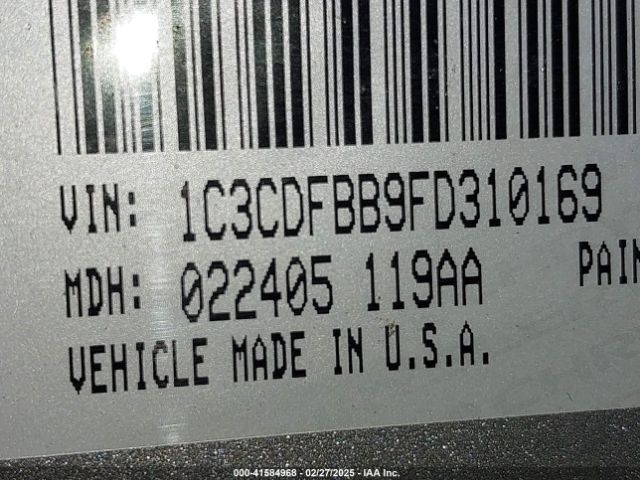 VIN: 1C3CDFBB9FD310169
MDH: 022405 119AA PAIN
VEHICLE MADE IN U.S.A.
000-41584968 - 02/27/2025 - IAA Inc.